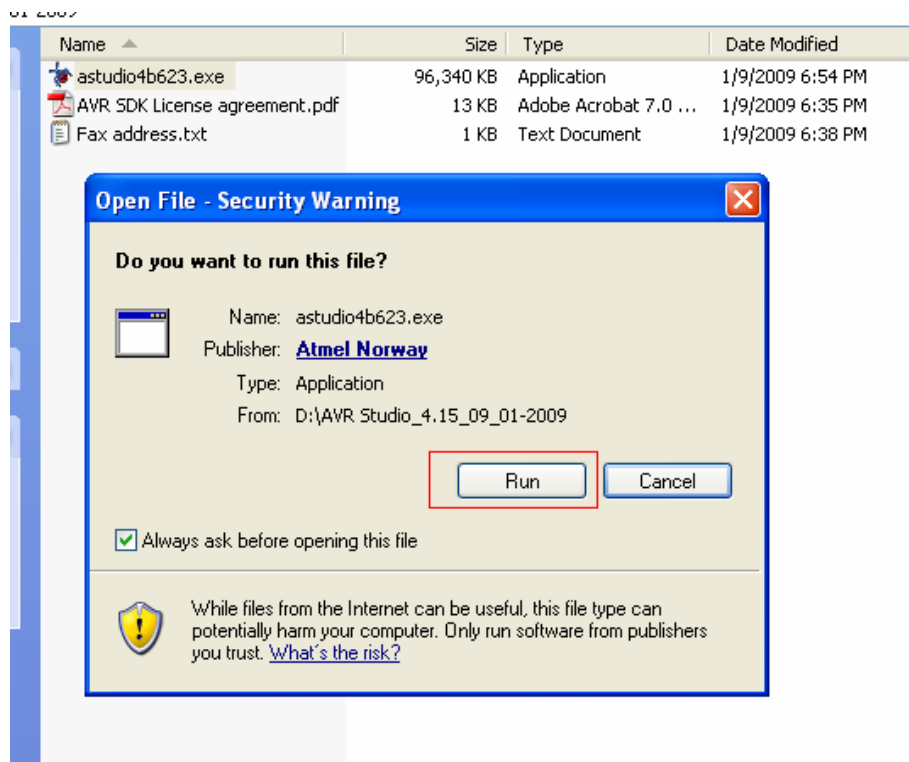 Name Size Type Date Modified
astudio4b623.exe 96,340 KB Application 1/9/2009 6:54 PM
AVR SDK License agreement.pdf 13 KB Adobe Acrobat 7.0 ... 1/9/2009 6:35 PM
Fax address.txt 1 KB Text Document 1/9/2009 6:38 PM
Open File - Security Warning
Do you want to run this file?
Name: astudio4b623.exe
Publisher: Atmel Norway
Type: Application
From: D:\AVR Studio_4.15_09_01-2009
Run Cancel
Always ask before opening this file
While files from the Internet can be useful, this file type can
potentially harm your computer. Only run software from publishers
you trust. What's the risk?